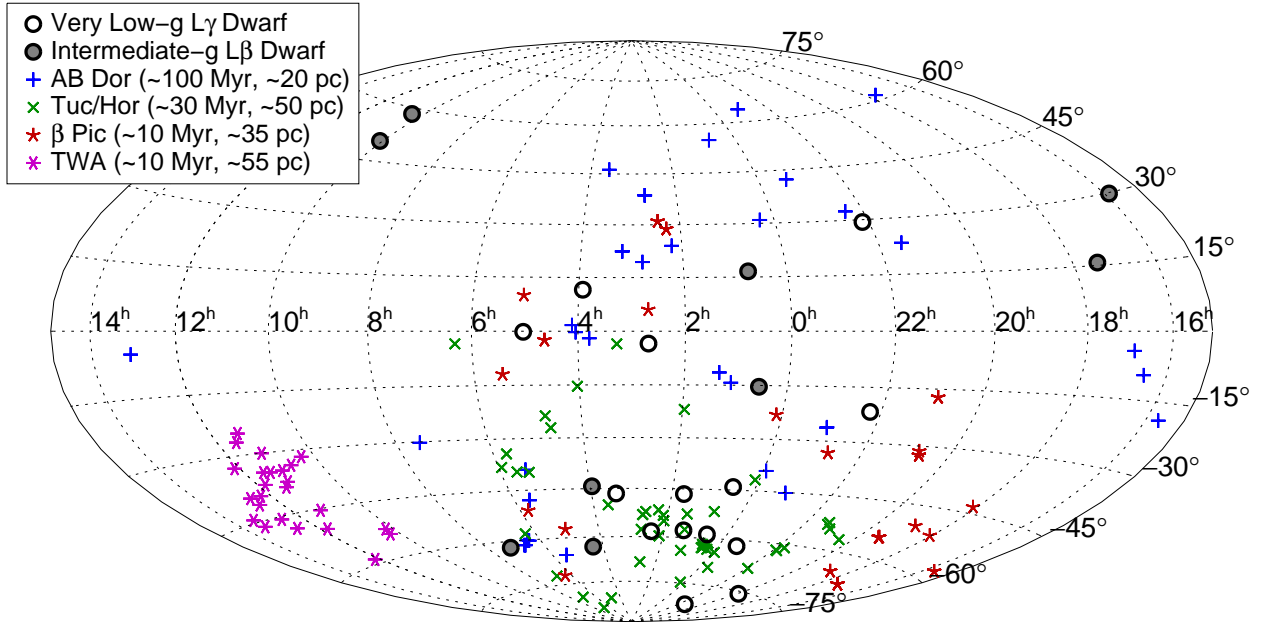 Very Low−g Lγ Dwarf
Intermediate−g Lβ Dwarf
AB Dor (~100 Myr, ~20 pc)
Tuc/Hor (~30 Myr, ~50 pc)
β Pic (~10 Myr, ~35 pc)
TWA (~10 Myr, ~55 pc)
75°
60°
45°
30°
15°
14h 12h 10h 8h 6h 4h 2h 0h 22h 20h 18h 16h
−15°
−30°
−45°
−60°
−75°